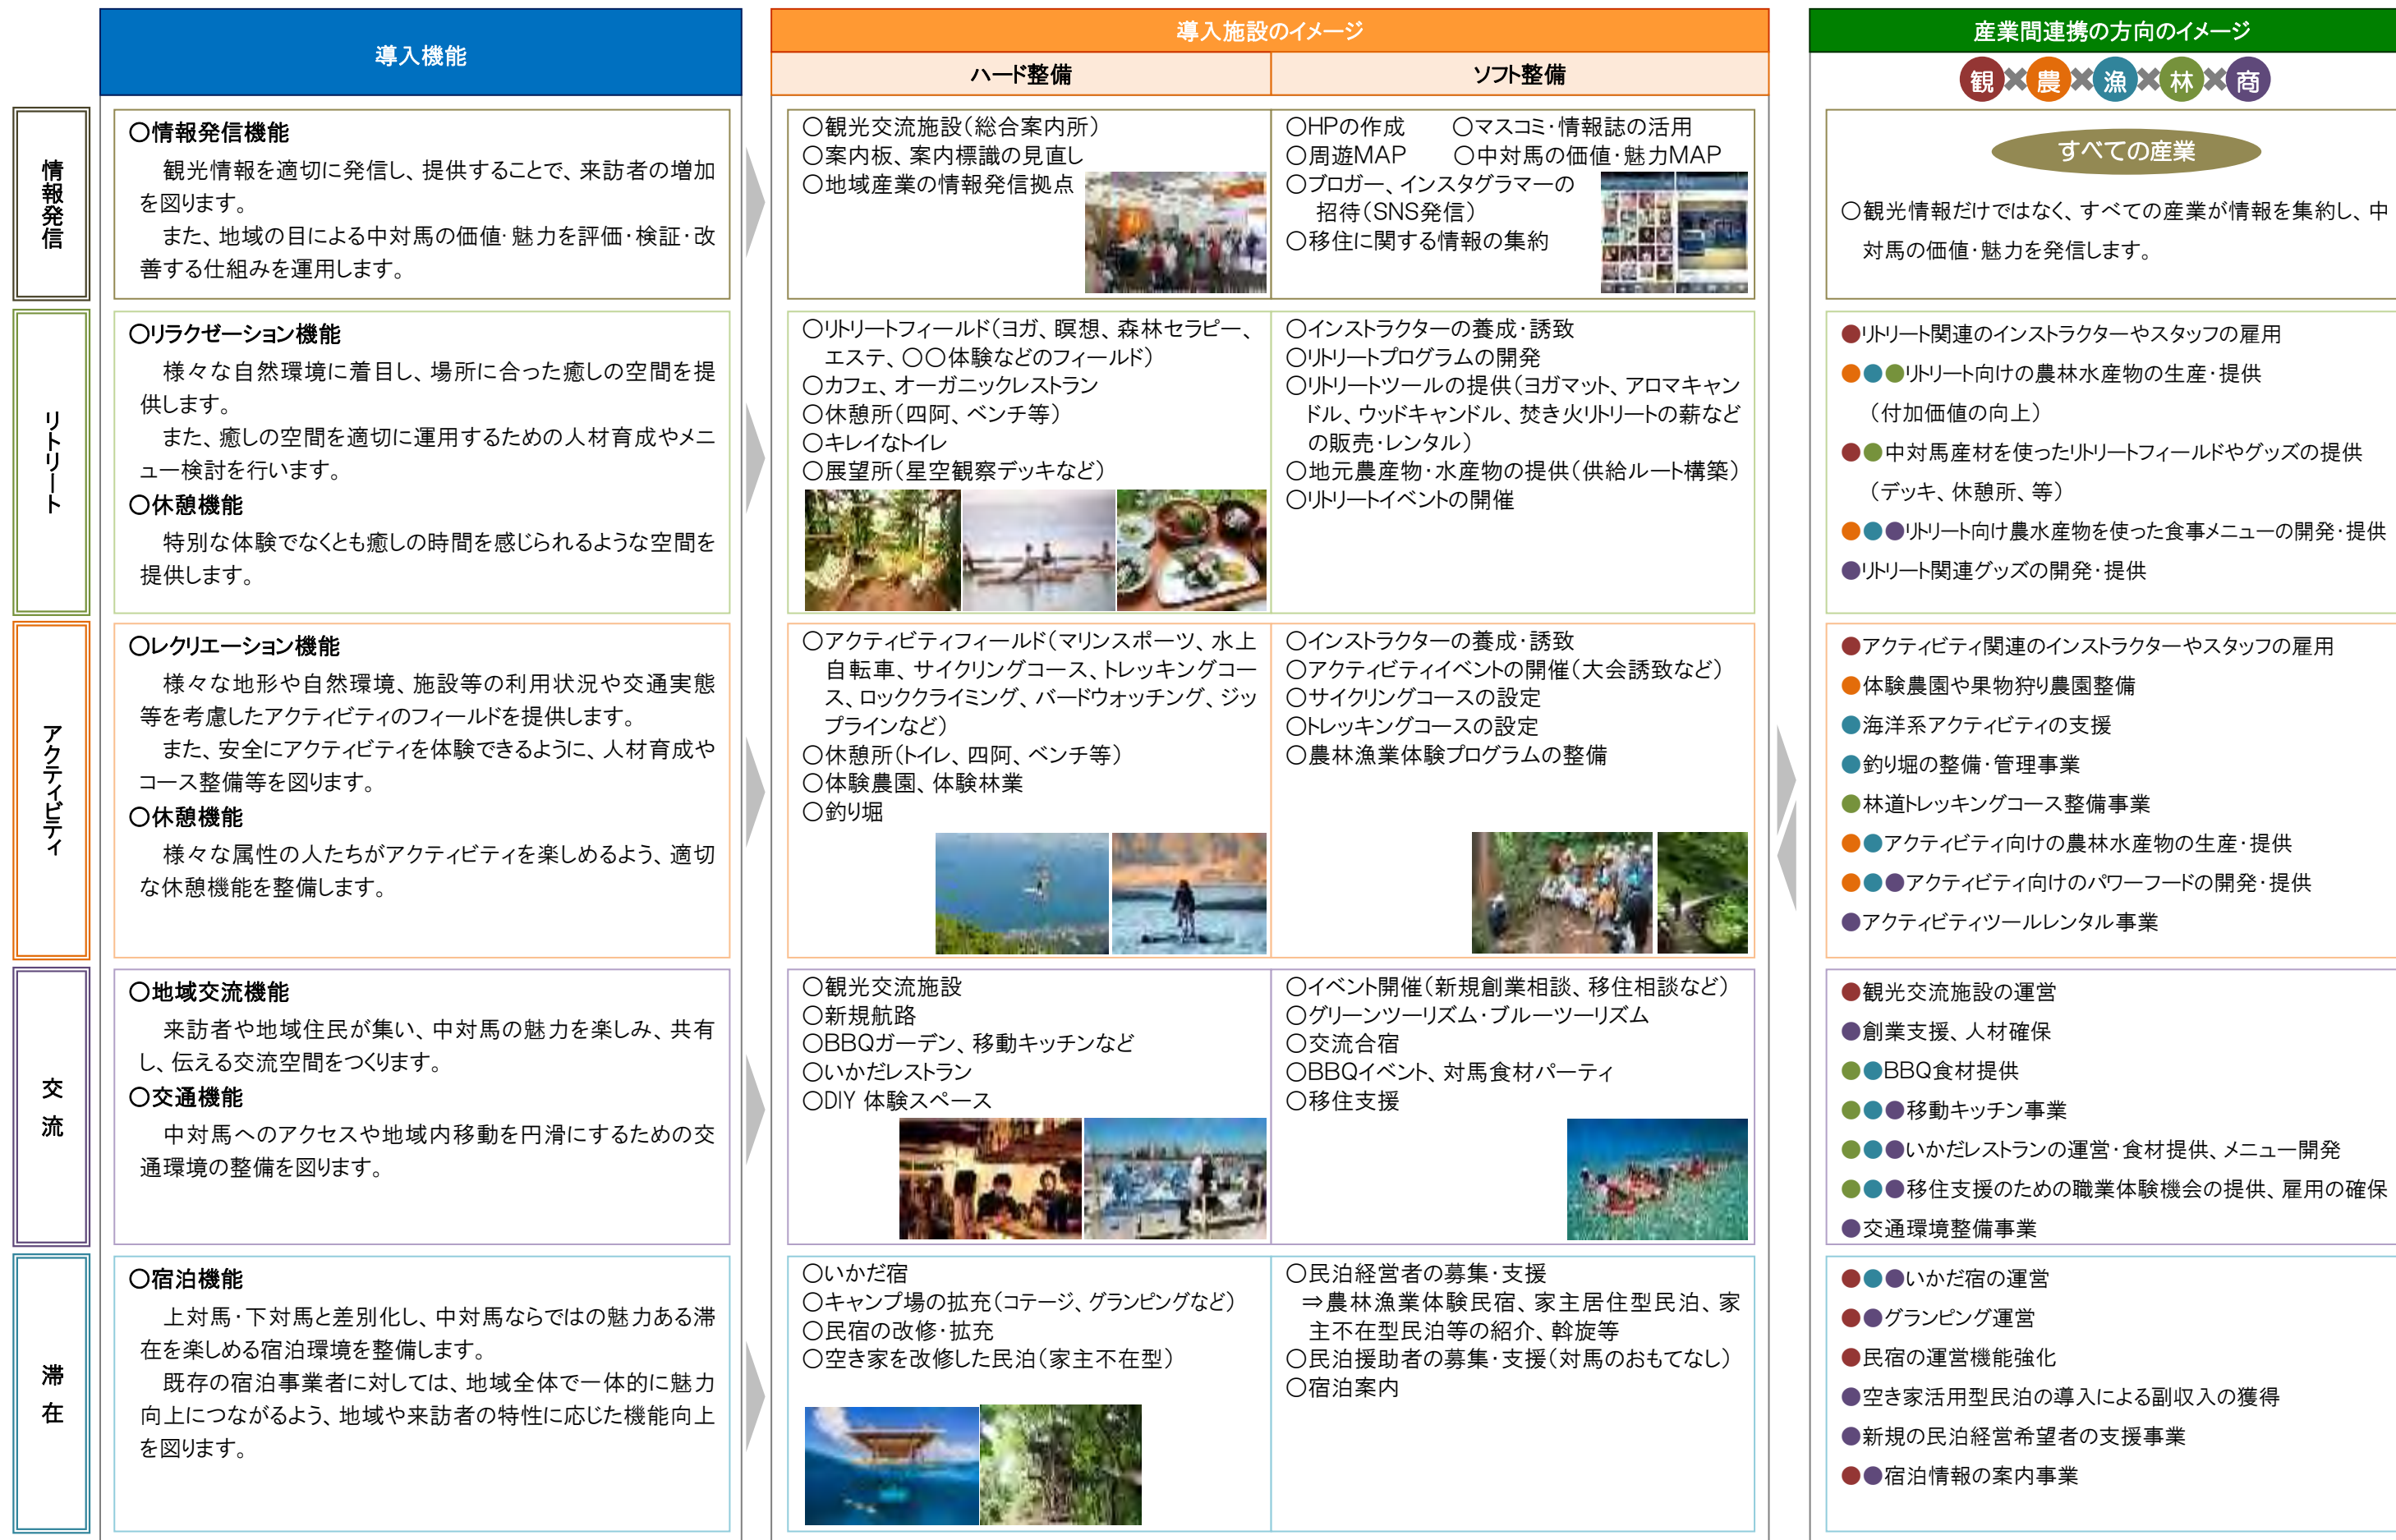 導入機能
導入施設のイメージ
ハード整備
ソフト整備
産業間連携の方向のイメージ
観×農×漁×林×商
情報発信
○情報発信機能
観光情報を適切に発信し、提供することで、来訪者の増加
を図ります。
また、地域の目による中対馬の価値・魅力を評価・検証・改
善する仕組みを運用します。
○観光交流施設(総合案内所)
○案内板、案内標識の見直し
○地域産業の情報発信拠点
○HPの作成 ○マスコミ・情報誌の活用
○周遊MAP ○中対馬の価値・魅力MAP
○ブロガー、インスタグラマーの
招待(SNS発信)
○移住に関する情報の集約
すべての産業
○観光情報だけではなく、すべての産業が情報を集約し、中
対馬の価値・魅力を発信します。
リトリート
○リラクゼーション機能
様々な自然環境に着目し、場所に合った癒しの空間を提
供します。
また、癒しの空間を適切に運用するための人材育成やメニ
ュー検討を行います。
○休憩機能
特別な体験でなくとも癒しの時間を感じられるような空間を
提供します。
○リトリートフィールド(ヨガ、瞑想、森林セラピー、
エステ、○○体験などのフィールド)
○カフェ、オーガニックレストラン
○休憩所(四阿、ベンチ等)
○キレイなトイレ
○展望所(星空観察デッキなど)
○インストラクターの養成・誘致
○リトリートプログラムの開発
○リトリートツールの提供(ヨガマット、アロマキャン
ドル、ウッドキャンドル、焚き火リトリートの薪など
の販売・レンタル)
○地元農産物・水産物の提供(供給ルート構築)
○リトリートイベントの開催
●リトリート関連のインストラクターやスタッフの雇用
●●●リトリート向けの農林水産物の生産・提供
(付加価値の向上)
●●中対馬産材を使ったリトリートフィールドやグッズの提供
(デッキ、休憩所、等)
●●●リトリート向け農水産物を使った食事メニューの開発・提供
●リトリート関連グッズの開発・提供
アクティビティ
○レクリエーション機能
様々な地形や自然環境、施設等の利用状況や交通実態
等を考慮したアクティビティのフィールドを提供します。
また、安全にアクティビティを体験できるように、人材育成や
コース整備等を図ります。
○休憩機能
様々な属性の人たちがアクティビティを楽しめるよう、適切
な休憩機能を整備します。
○アクティビティフィールド(マリンスポーツ、水上
自転車、サイクリングコース、トレッキングコー
ス、ロッククライミング、バードウォッチング、ジッ
プラインなど)
○休憩所(トイレ、四阿、ベンチ等)
○体験農園、体験林業
○釣り堀
○インストラクターの養成・誘致
○アクティビティイベントの開催(大会誘致など)
○サイクリングコースの設定
○トレッキングコースの設定
○農林漁業体験プログラムの整備
●アクティビティ関連のインストラクターやスタッフの雇用
●体験農園や果物狩り農園整備
●海洋系アクティビティの支援
●釣り堀の整備・管理事業
●林道トレッキングコース整備事業
●●アクティビティ向けの農林水産物の生産・提供
●●●アクティビティ向けのパワーフードの開発・提供
●アクティビティツールレンタル事業
交流
○地域交流機能
来訪者や地域住民が集い、中対馬の魅力を楽しみ、共有
し、伝える交流空間をつくります。
○交通機能
中対馬へのアクセスや地域内移動を円滑にするための交
通環境の整備を図ります。
○観光交流施設
○新規航路
○BBQガーデン、移動キッチンなど
○いかだレストラン
○DIY 体験スペース
○イベント開催(新規創業相談、移住相談など)
○グリーンツーリズム・ブルーツーリズム
○交流合宿
○BBQイベント、対馬食材パーティ
○移住支援
●観光交流施設の運営
●創業支援、人材確保
●●BBQ食材提供
●●●移動キッチン事業
●●●いかだレストランの運営・食材提供、メニュー開発
●●●移住支援のための職業体験機会の提供、雇用の確保
●交通環境整備事業
滞在
○宿泊機能
上対馬・下対馬と差別化し、中対馬ならではの魅力ある滞
在を楽しめる宿泊環境を整備します。
既存の宿泊事業者に対しては、地域全体で一体的に魅力
向上につながるよう、地域や来訪者の特性に応じた機能向上
を図ります。
○いかだ宿
○キャンプ場の拡充(コテージ、グランピングなど)
○民宿の改修・拡充
○空き家を改修した民泊(家主不在型)
○民泊経営者の募集・支援
⇒農林漁業体験民宿、家主居住型民泊、家
主不在型民泊等の紹介、斡旋等
○民泊援助者の募集・支援(対馬のおもてなし)
○宿泊案内
●●●いかだ宿の運営
●●グランピング運営
●民宿の運営機能強化
●空き家活用型民泊の導入による副収入の獲得
●新規の民泊経営希望者の支援事業
●●宿泊情報の案内事業